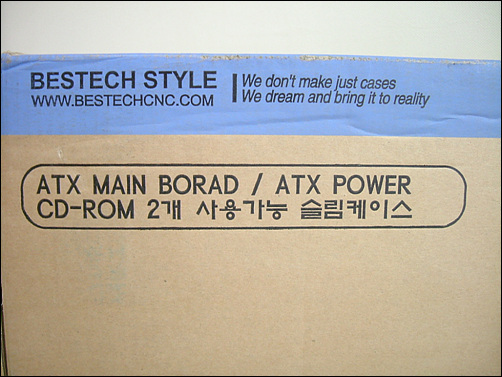 BESTECH STYLE
WWW.BESTECHCNC.COM
We don't make just cases
We dream and bring it to reality
ATX MAIN BORAD / ATX POWER
CD-ROM 2개 사용가능 슬림케이스